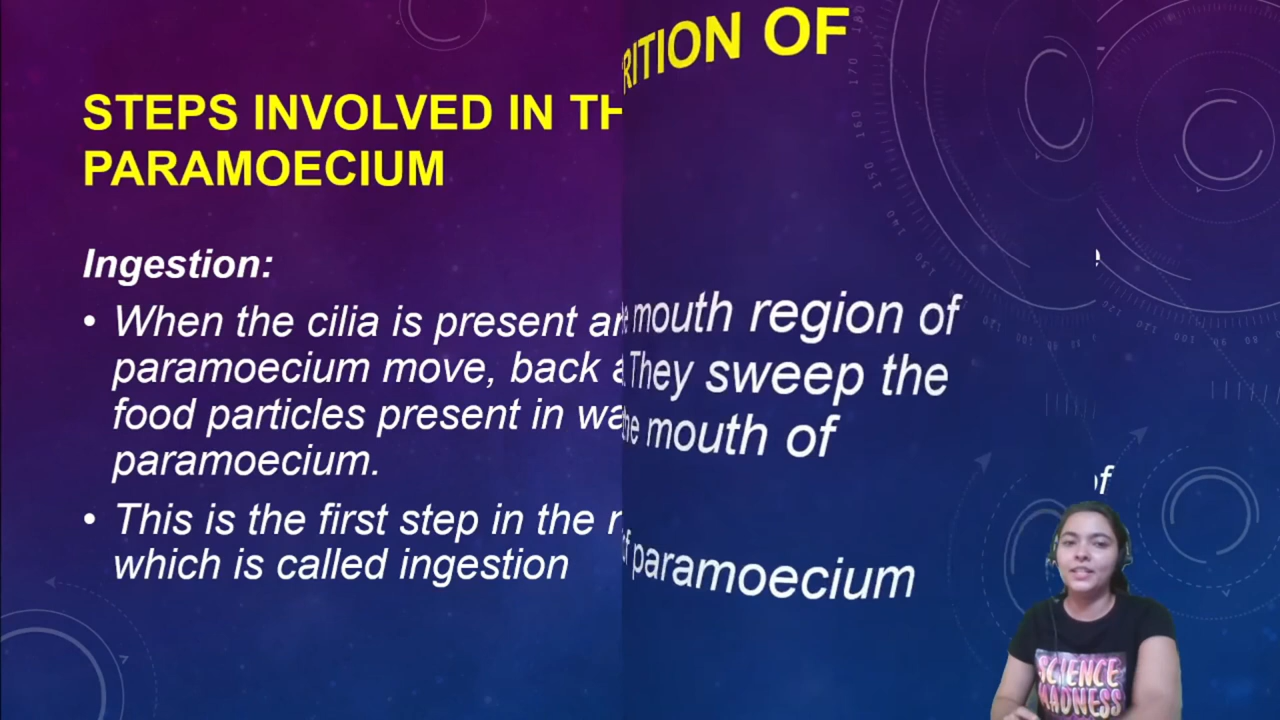 STEPS INVOLVED IN TH
RITION OF
PARAMOECIUM
Ingestion:
• When the cilia is present ar
mouth region of
paramoecium move, back a
They sweep the
food particles present in wa
the mouth of
paramoecium.
• This is the first step in the
of paramoecium
which is called ingestion
SCIENCE
MADNESS